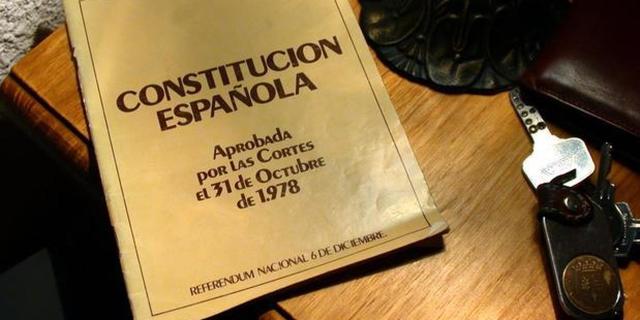 CONSTITUCION
ESPAÑOLA
APROBADA
POR LAS CORTES
EL 31 DE OCTUBRE
DE 1.978
REFERENDUM NACIONAL 6 DE DICIEMBRE.